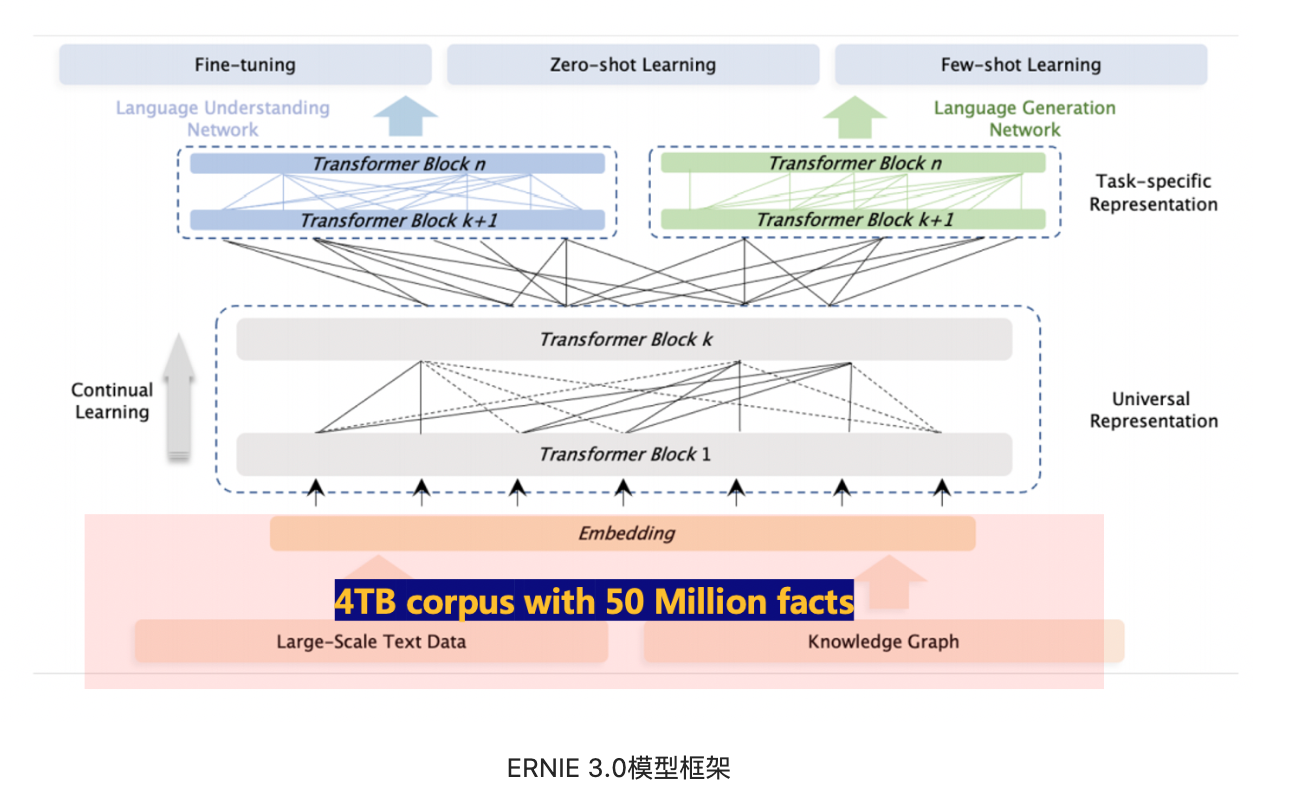 Fine-tuning
Zero-shot Learning
Few-shot Learning
Language Understanding
Network
Language Generation
Network
Transformer Block n
Transformer Block k+1
Transformer Block n
Transformer Block k+1
Task-specific
Representation
Transformer Block k
Continual
Learning
Universal
Representation
Transformer Block 1
Embedding
4TB corpus with 50 Million facts
Large-Scale Text Data
Knowledge Graph
ERNIE 3.0模型框架